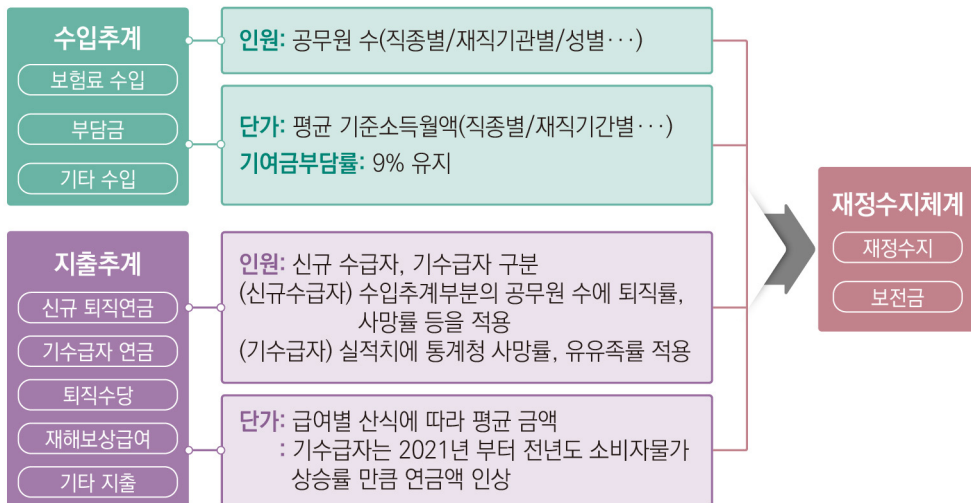 수입추계
보험료 수입
부담금
기타 수입
인원: 공무원 수(직종별/재직기관별/성별···)
단가: 평균 기준소득월액(직종별/재직기간별···)
기여금부담률: 9% 유지
지출추계
신규 퇴직연금
기수급자 연금
퇴직수당
재해보상급여
기타 지출
인원: 신규 수급자, 기수급자 구분
(신규수급자) 수입추계부분의 공무원 수에 퇴직률,
사망률 등을 적용
(기수급자) 실적치에 통계청 사망률, 유유족률 적용
단가: 급여별 산식에 따라 평균 금액
: 기수급자는 2021년 부터 전년도 소비자물가
상승률 만큼 연금액 인상
재정수지체계
재정수지
보전금